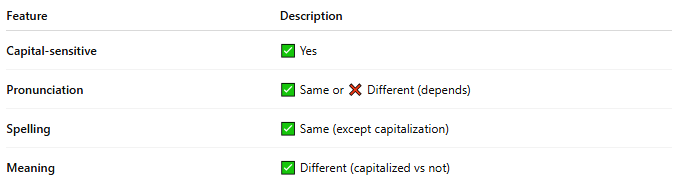 Feature Description
Capital-sensitive ✅ Yes
Pronunciation ✅ Same or ❌ Different (depends)
Spelling ✅ Same (except capitalization)
Meaning ✅ Different (capitalized vs not)